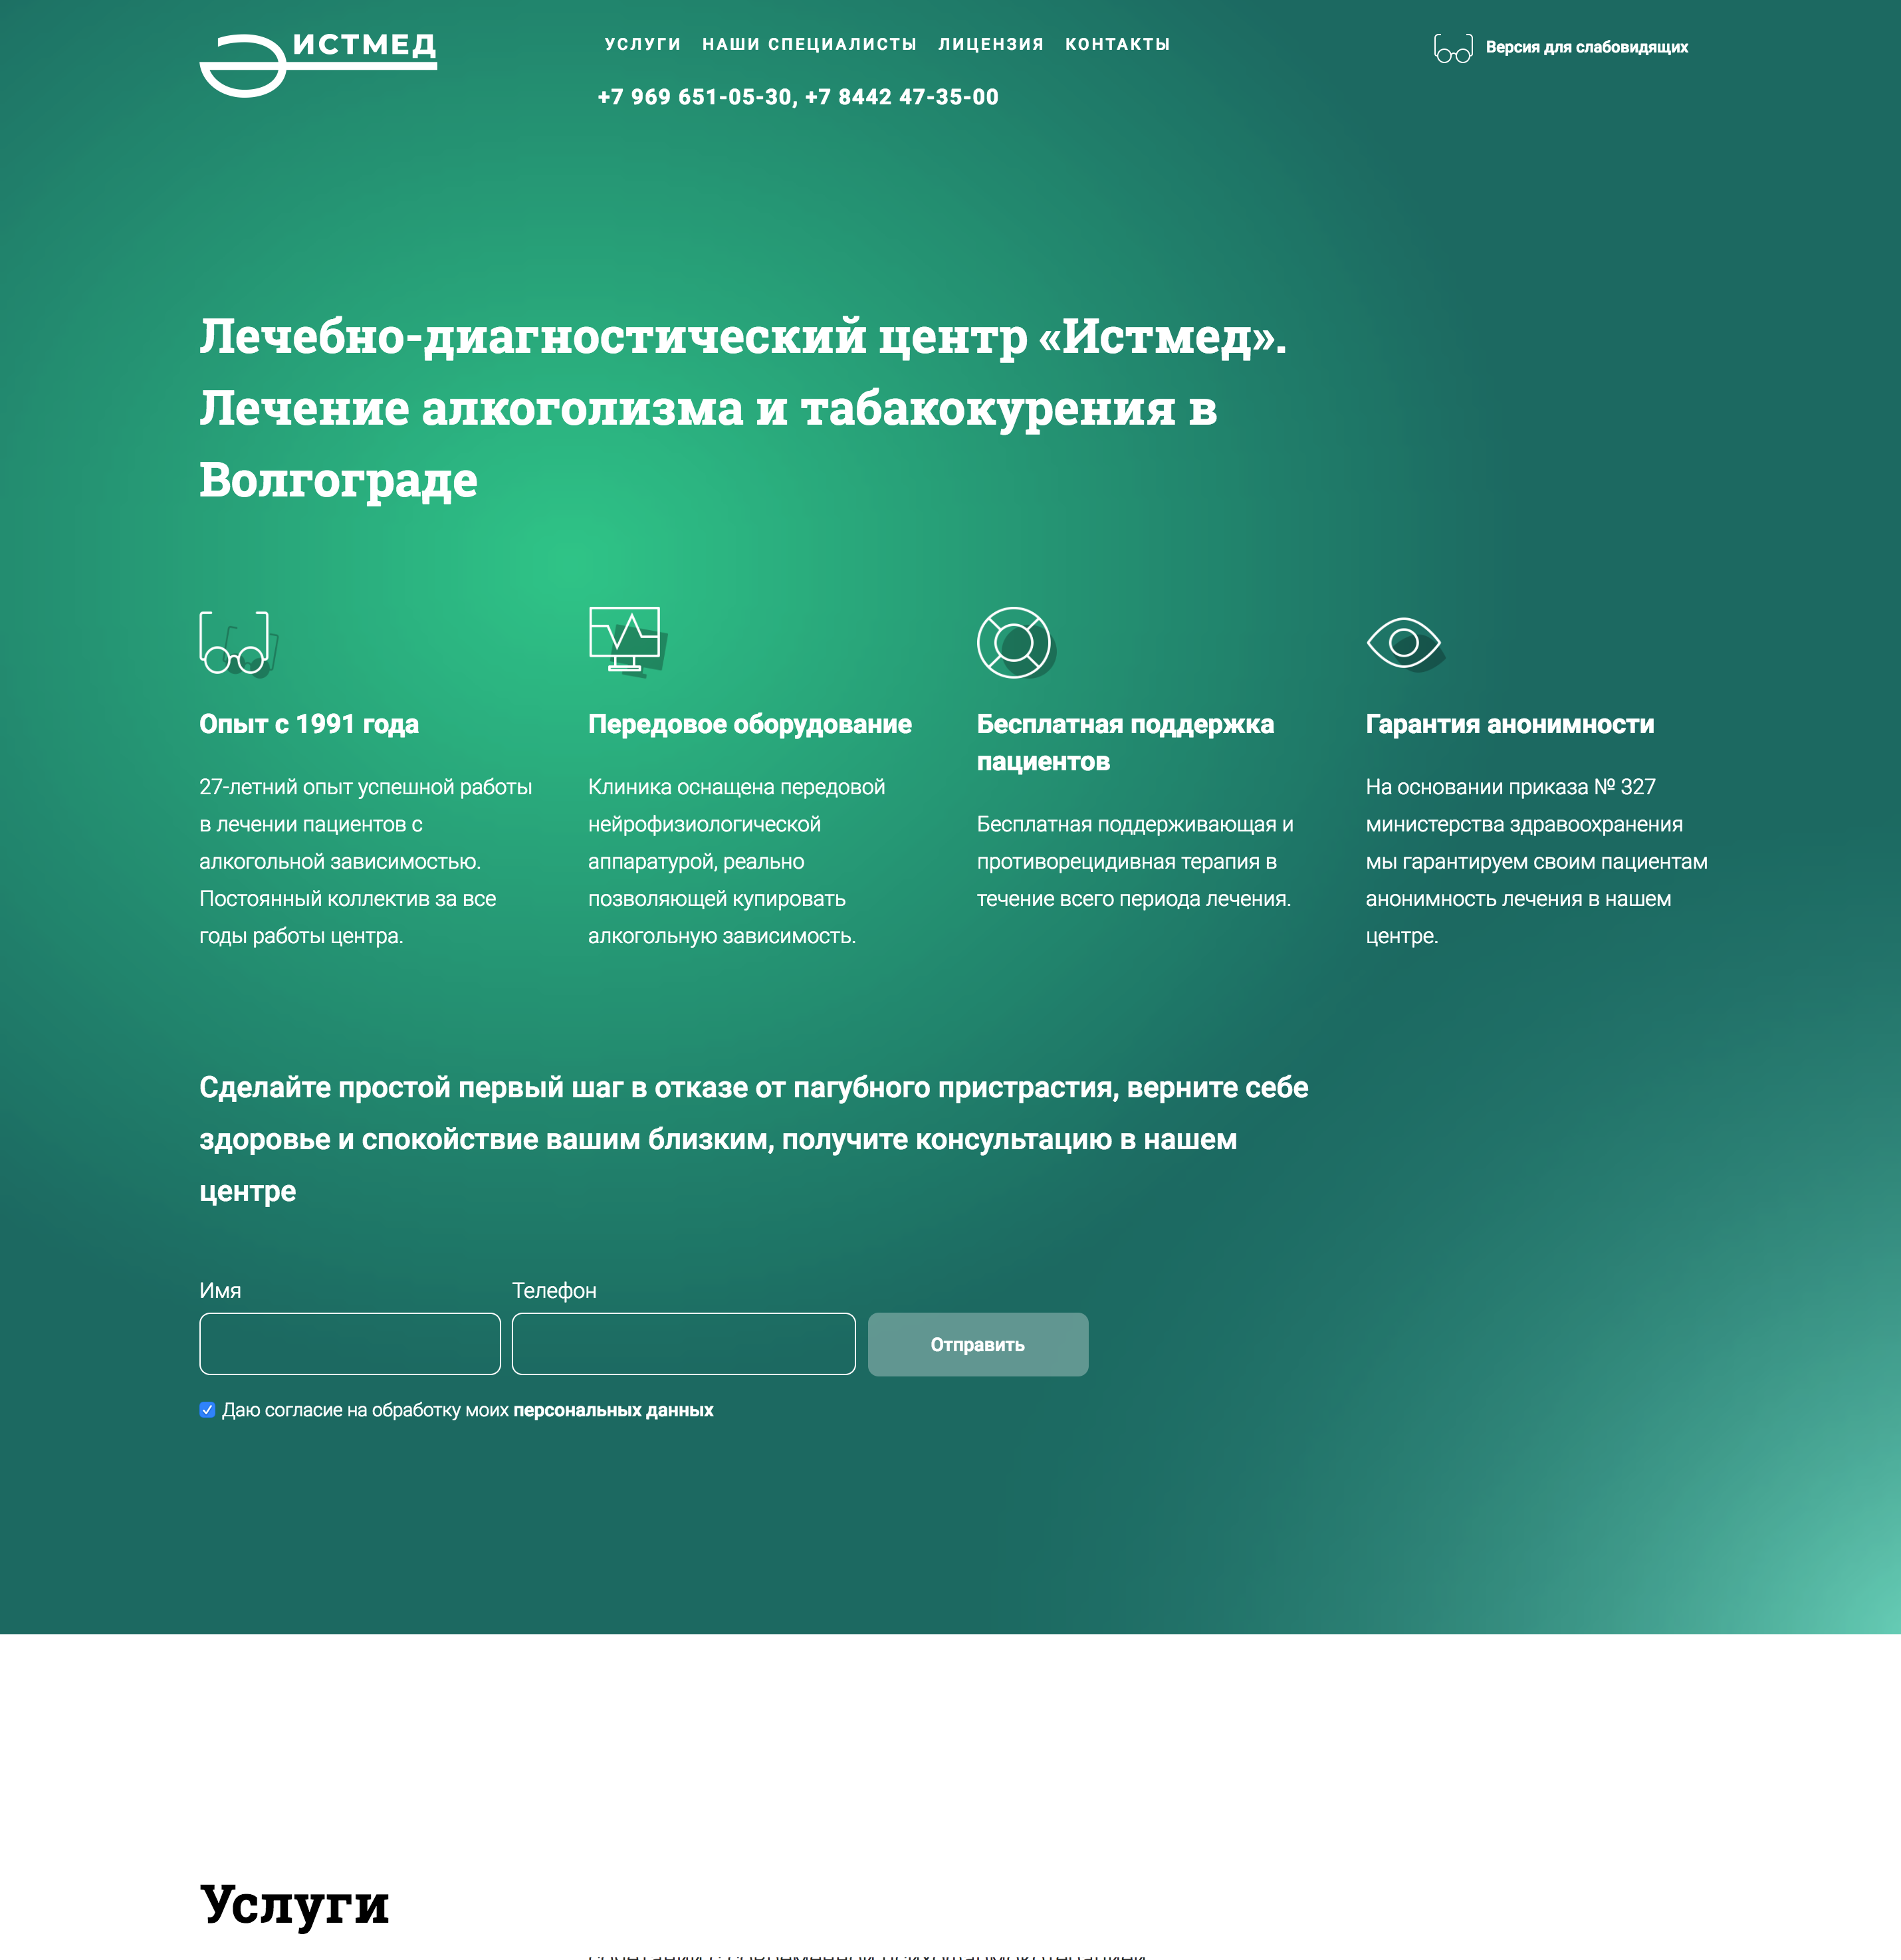 ИСТМЕД
УСЛУГИ НАШИ СПЕЦИАЛИСТЫ ЛИЦЕНЗИЯ КОНТАКТЫ
Версия для слабовидящих
+7 969 651-05-30, +7 8442 47-35-00
Лечебно-диагностический центр «Истмед».
Лечение алкоголизма и табакокурения в
Волгограде
Опыт с 1991 года
27-летний опыт успешной работы
в лечении пациентов с
алкогольной зависимостью.
Постоянный коллектив за все
годы работы центра.
Передовое оборудование
Клиника оснащена передовой
нейрофизиологической
аппаратурой, реально
позволяющей купировать
алкогольную зависимость.
Бесплатная поддержка
пациентов
Бесплатная поддерживающая и
противорецидивная терапия в
течение всего периода лечения.
Гарантия анонимности
На основании приказа № 327
министерства здравоохранения
мы гарантируем своим пациентам
анонимность лечения в нашем
центре.
Сделайте простой первый шаг в отказе от пагубного пристрастия, верните себе
здоровье и спокойствие вашим близким, получите консультацию в нашем
центре
Имя
Телефон
Отправить
Даю согласие на обработку моих персональных данных
Услуги